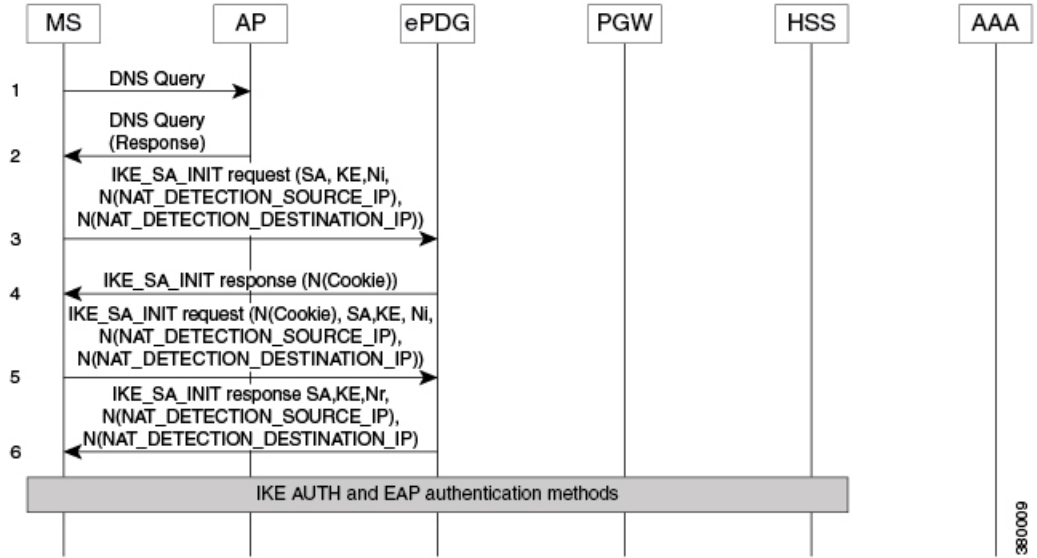 MS AP ePDG PGW HSS AAA
DNS Query
1
DNS Query
(Response)
2
IKE_SA_INIT request (SA, KE,Ni,
N(NAT_DETECTION_SOURCE_IP),
N(NAT_DETECTION_DESTINATION_IP))
3
IKE_SA_INIT response (N(Cookie))
4
IKE_SA_INIT request (N(Cookie), SA,KE, Ni,
N(NAT_DETECTION_SOURCE_IP),
N(NAT_DETECTION_DESTINATION_IP))
5
IKE_SA_INIT response SA,KE,Nr,
N(NAT_DETECTION_SOURCE_IP),
N(NAT_DETECTION_DESTINATION_IP)
6
IKE AUTH and EAP authentication methods
380009